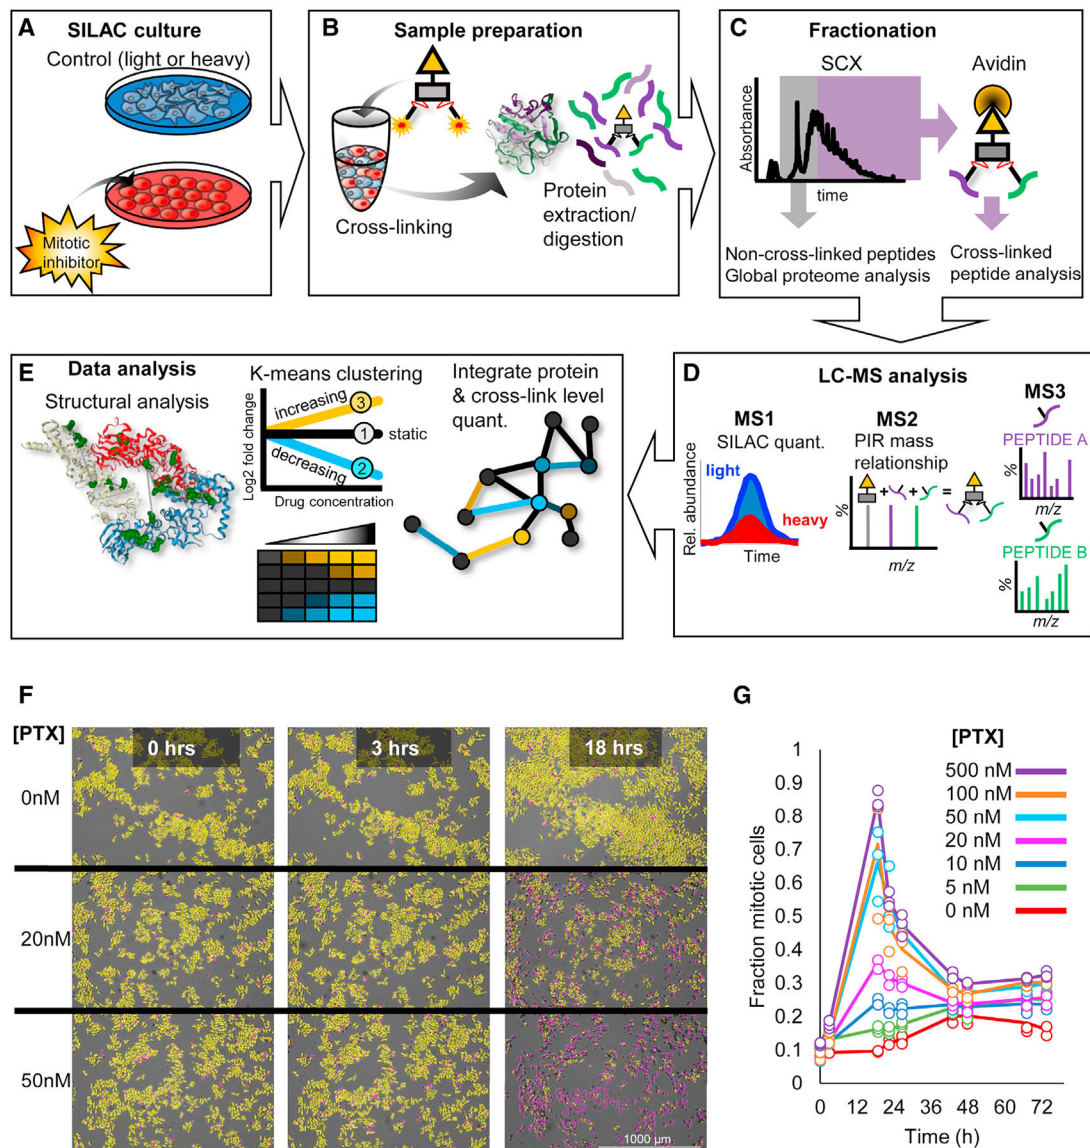 A
SILAC culture
Control (light or heavy)
Mitotic
inhibitor
B
Sample preparation
Cross-linking
Protein
extraction/
digestion
C
Fractionation
SCX
Avidin
Absorbance
time
Non-cross-linked peptides
Global proteome analysis
Cross-linked
peptide analysis
E
Data analysis
Structural analysis
K-means clustering
Log2 fold change
increasing
3
1
static
decreasing
2
Drug concentration
Integrate protein
& cross-link level
quant.
D
LC-MS analysis
MS1
SILAC quant.
Rel. abundance
light
heavy
Time
MS2
PIR mass
relationship
%
+
+
=
m/z
MS3
PEPTIDE A
%
m/z
PEPTIDE B
%
m/z
F
[PTX]
0 hrs
3 hrs
18 hrs
0nM
20nM
50nM
1000 µm
G
[PTX]
500 nM
100 nM
50 nM
20 nM
10 nM
5 nM
0 nM
Fraction mitotic cells
1
0.9
0.8
0.7
0.6
0.5
0.4
0.3
0.2
0.1
0
0 12 24 36 48 60 72
Time (h)